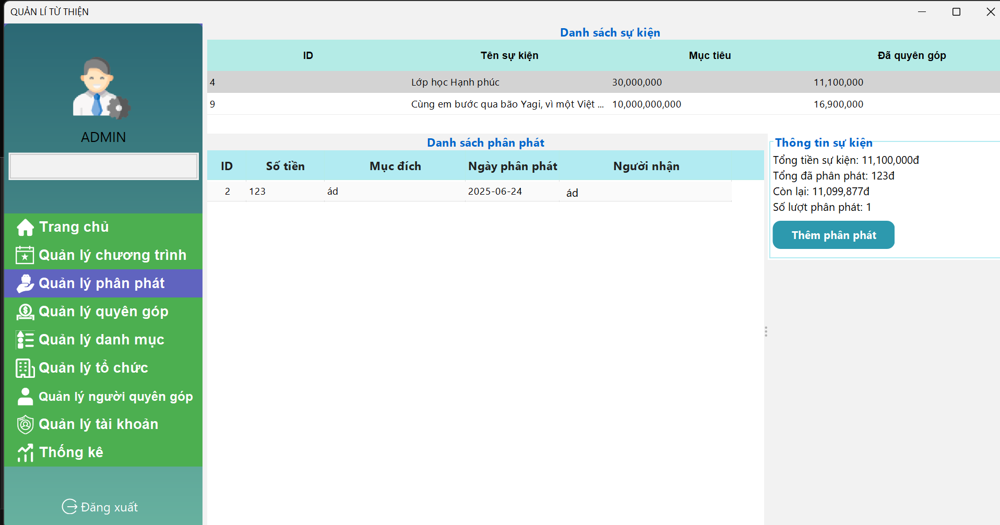 QUẢN LÍ TỪ THIỆN
ADMIN
Trang chủ
Quản lý chương trình
Quản lý phân phát
Quản lý quyên góp
Quản lý danh mục
Quản lý tổ chức
Quản lý người quyên góp
Quản lý tài khoản
Thống kê
Đăng xuất
Danh sách sự kiện
ID Tên sự kiện Mục tiêu Đã quyên góp
4 Lớp học Hạnh phúc 30,000,000 11,100,000
9 Cùng em bước qua bão Yagi, vì một Việt ... 10,000,000,000 16,900,000
Danh sách phân phát
ID Số tiền Mục đích Ngày phân phát Người nhận
2 123 ád 2025-06-24 ád
Thông tin sự kiện
Tổng tiền sự kiện: 11,100,000đ
Tổng đã phân phát: 123đ
Còn lại: 11,099,877đ
Số lượt phân phát: 1
Thêm phân phát